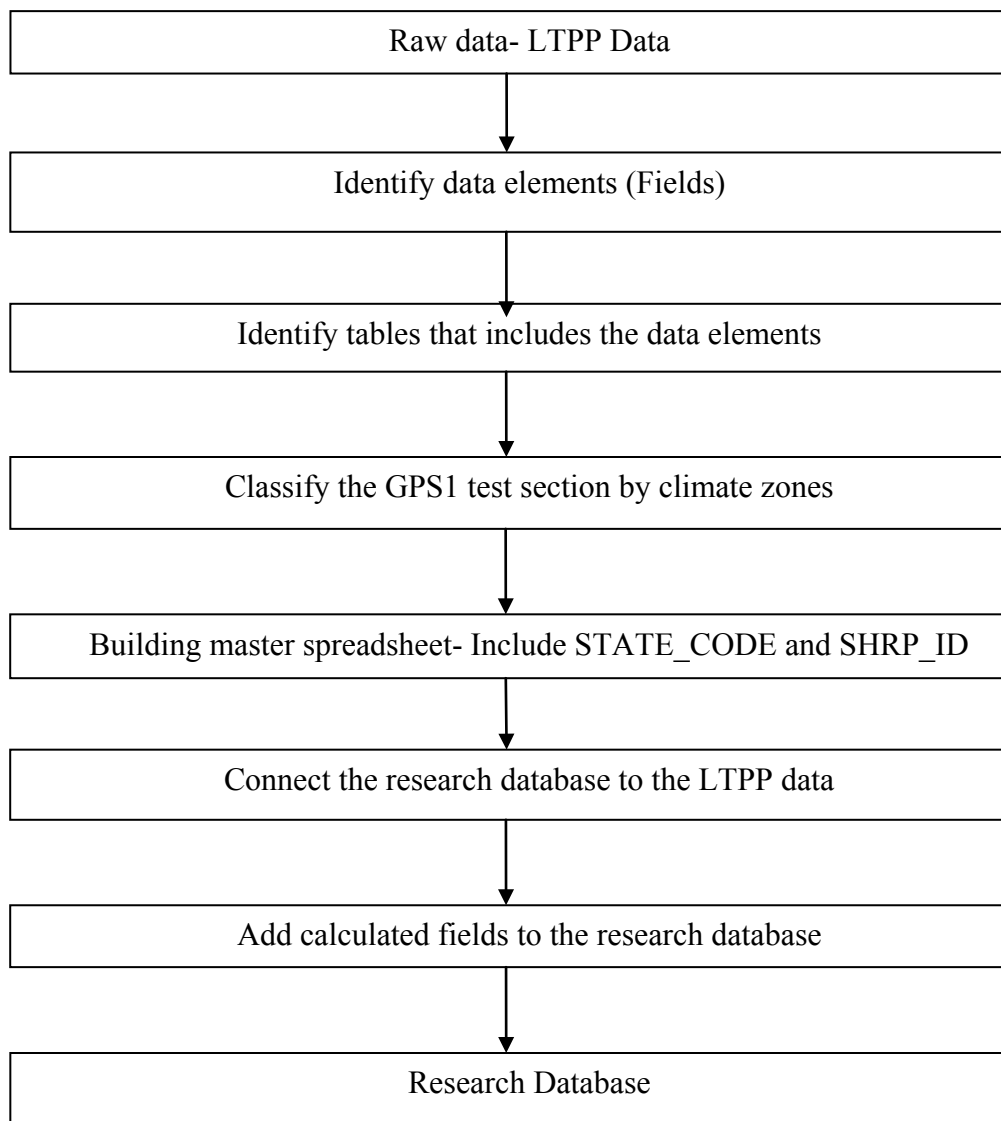 Raw data- LTPP Data
Identify data elements (Fields)
Identify tables that includes the data elements
Classify the GPS1 test section by climate zones
Building master spreadsheet- Include STATE_CODE and SHRP_ID
Connect the research database to the LTPP data
Add calculated fields to the research database
Research Database